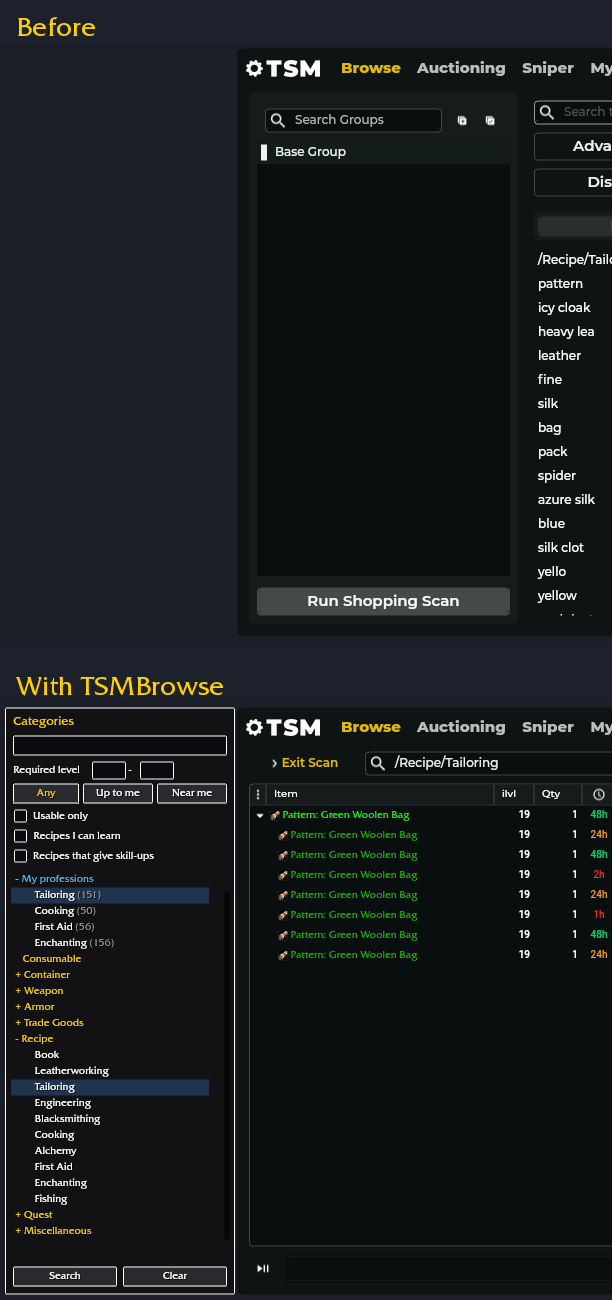 Before
TSM Browse Auctioning Sniper My
Search Groups
Search t
Base Group
Adva
Dis
/Recipe/Tailo
pattern
icy cloak
heavy lea
leather
fine
silk
bag
pack
spider
azure silk
blue
silk clot
yello
yellow
Run Shopping Scan
With TSMBrowse
Categories
Required level -
Any Up to me Near me
Usable only
Recipes I can learn
Recipes that give skill-ups
- My professions
Tailoring (151)
Cooking (50)
First Aid (56)
Enchanting (156)
Consumable
+ Container
+ Weapon
+ Armor
+ Trade Goods
- Recipe
Book
Leatherworking
Tailoring
Engineering
Blacksmithing
Cooking
Alchemy
First Aid
Enchanting
Fishing
+ Quest
+ Miscellaneous
Search Clear
TSM Browse Auctioning Sniper My
Exit Scan /Recipe/Tailoring
Item ilvl Qty
Pattern: Green Woolen Bag 19 1 48h
Pattern: Green Woolen Bag 19 1 24h
Pattern: Green Woolen Bag 19 1 48h
Pattern: Green Woolen Bag 19 1 2h
Pattern: Green Woolen Bag 19 1 24h
Pattern: Green Woolen Bag 19 1 1h
Pattern: Green Woolen Bag 19 1 48h
Pattern: Green Woolen Bag 19 1 24h